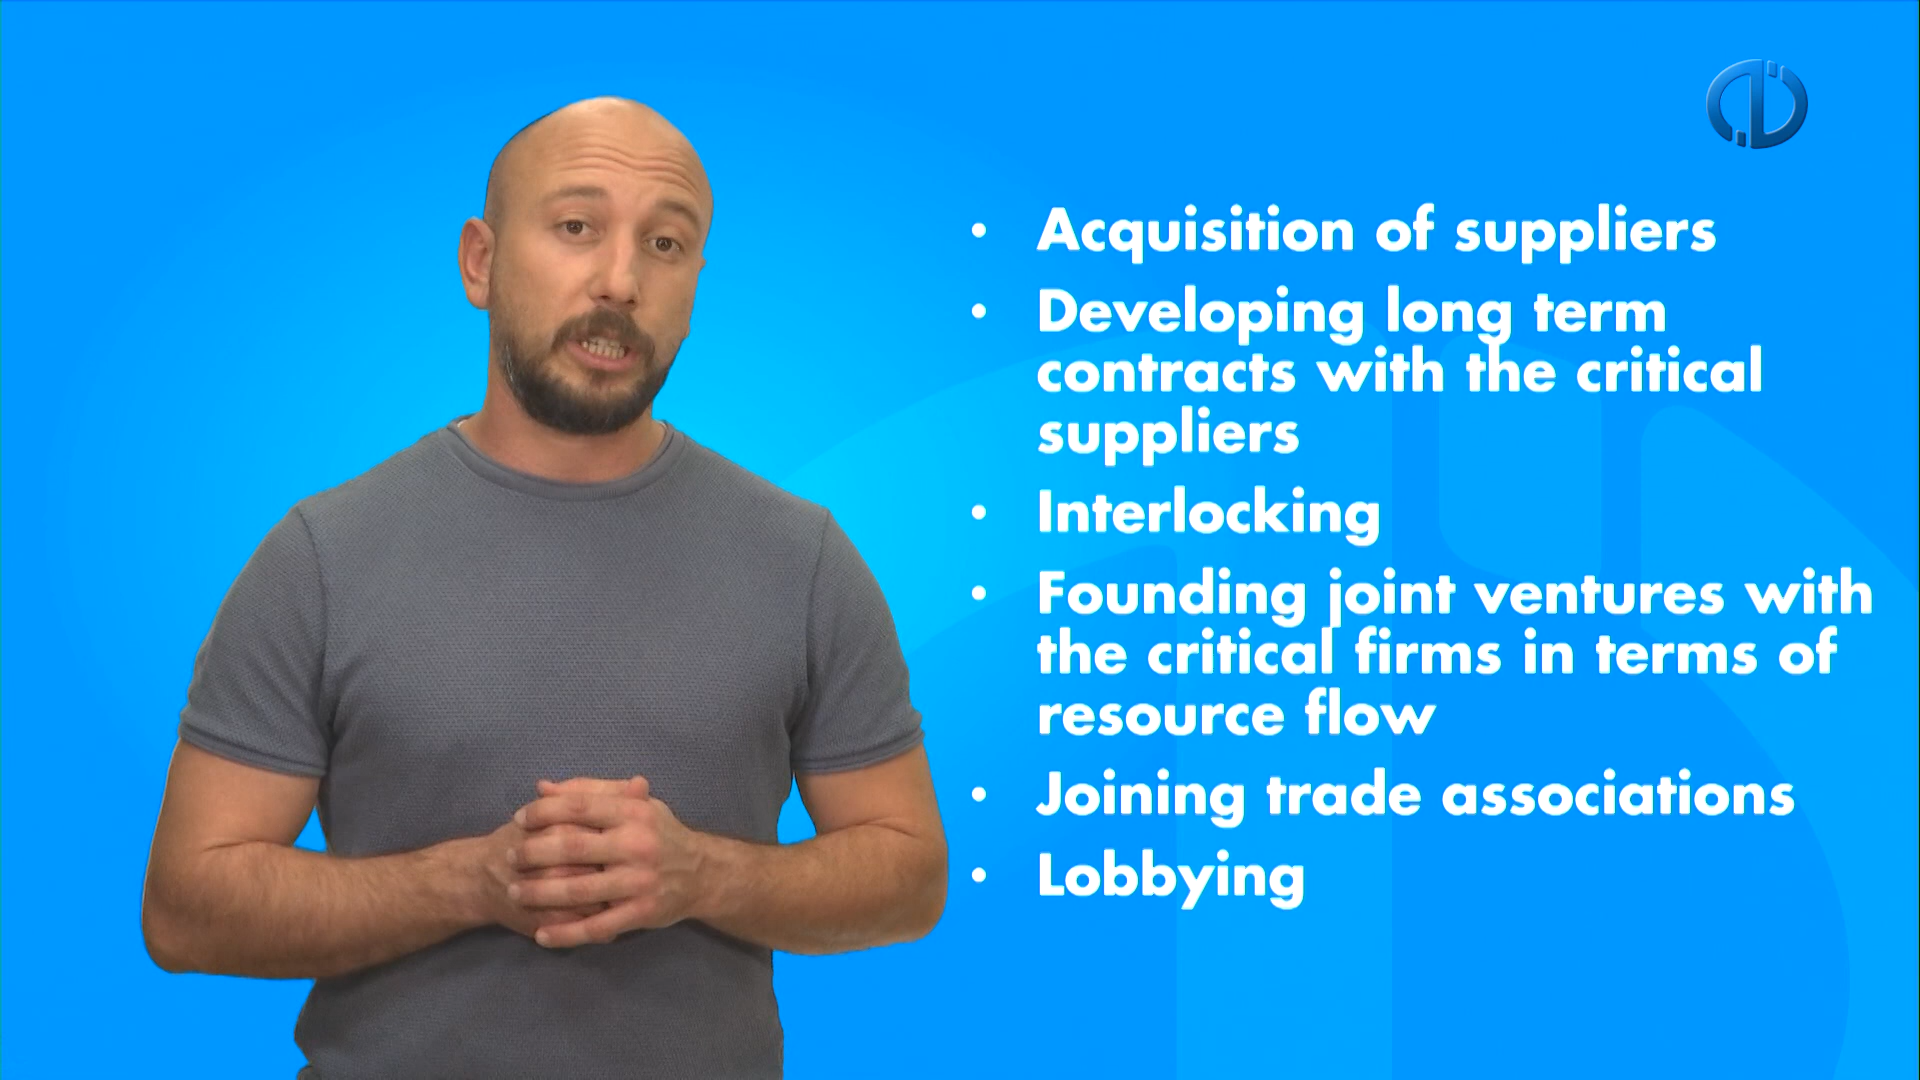 • Acquisition of suppliers
• Developing long term
contracts with the critical
suppliers
• Interlocking
• Founding joint ventures with
the critical firms in terms of
resource flow
• Joining trade associations
• Lobbying